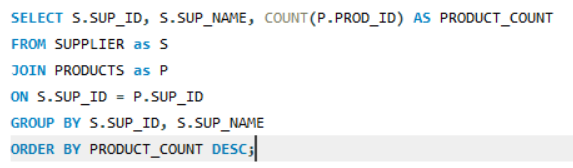 SELECT S.SUP_ID, S.SUP_NAME, COUNT(P.PROD_ID) AS PRODUCT_COUNT
FROM SUPPLIER as S
JOIN PRODUCTS as P
ON S.SUP_ID = P.SUP_ID
GROUP BY S.SUP_ID, S.SUP_NAME
ORDER BY PRODUCT_COUNT DESC;